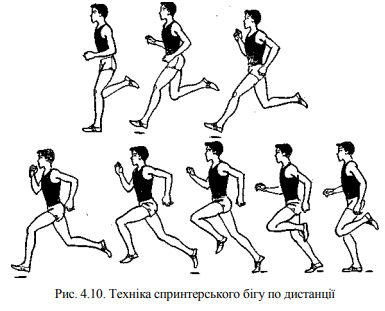 Рис. 4.10. Техніка спринтерського бігу по дистанції